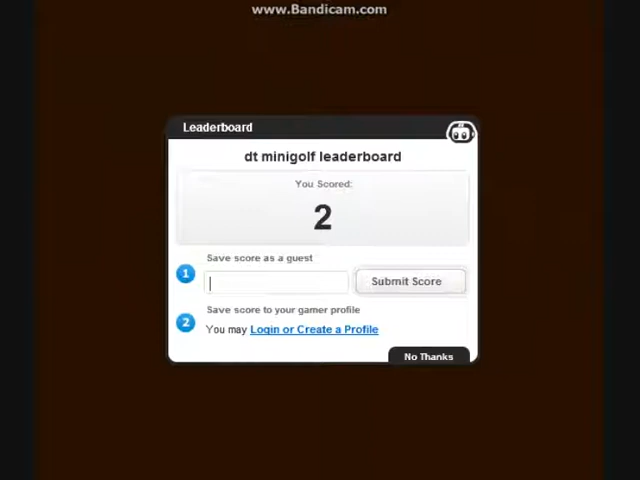 www.Bandicam.com
Leaderboard
dt minigolf leaderboard
You Scored:
2
Save score as a guest
1
Submit Score
Save score to your gamer profile
2
You may Login or Create a Profile
No Thanks